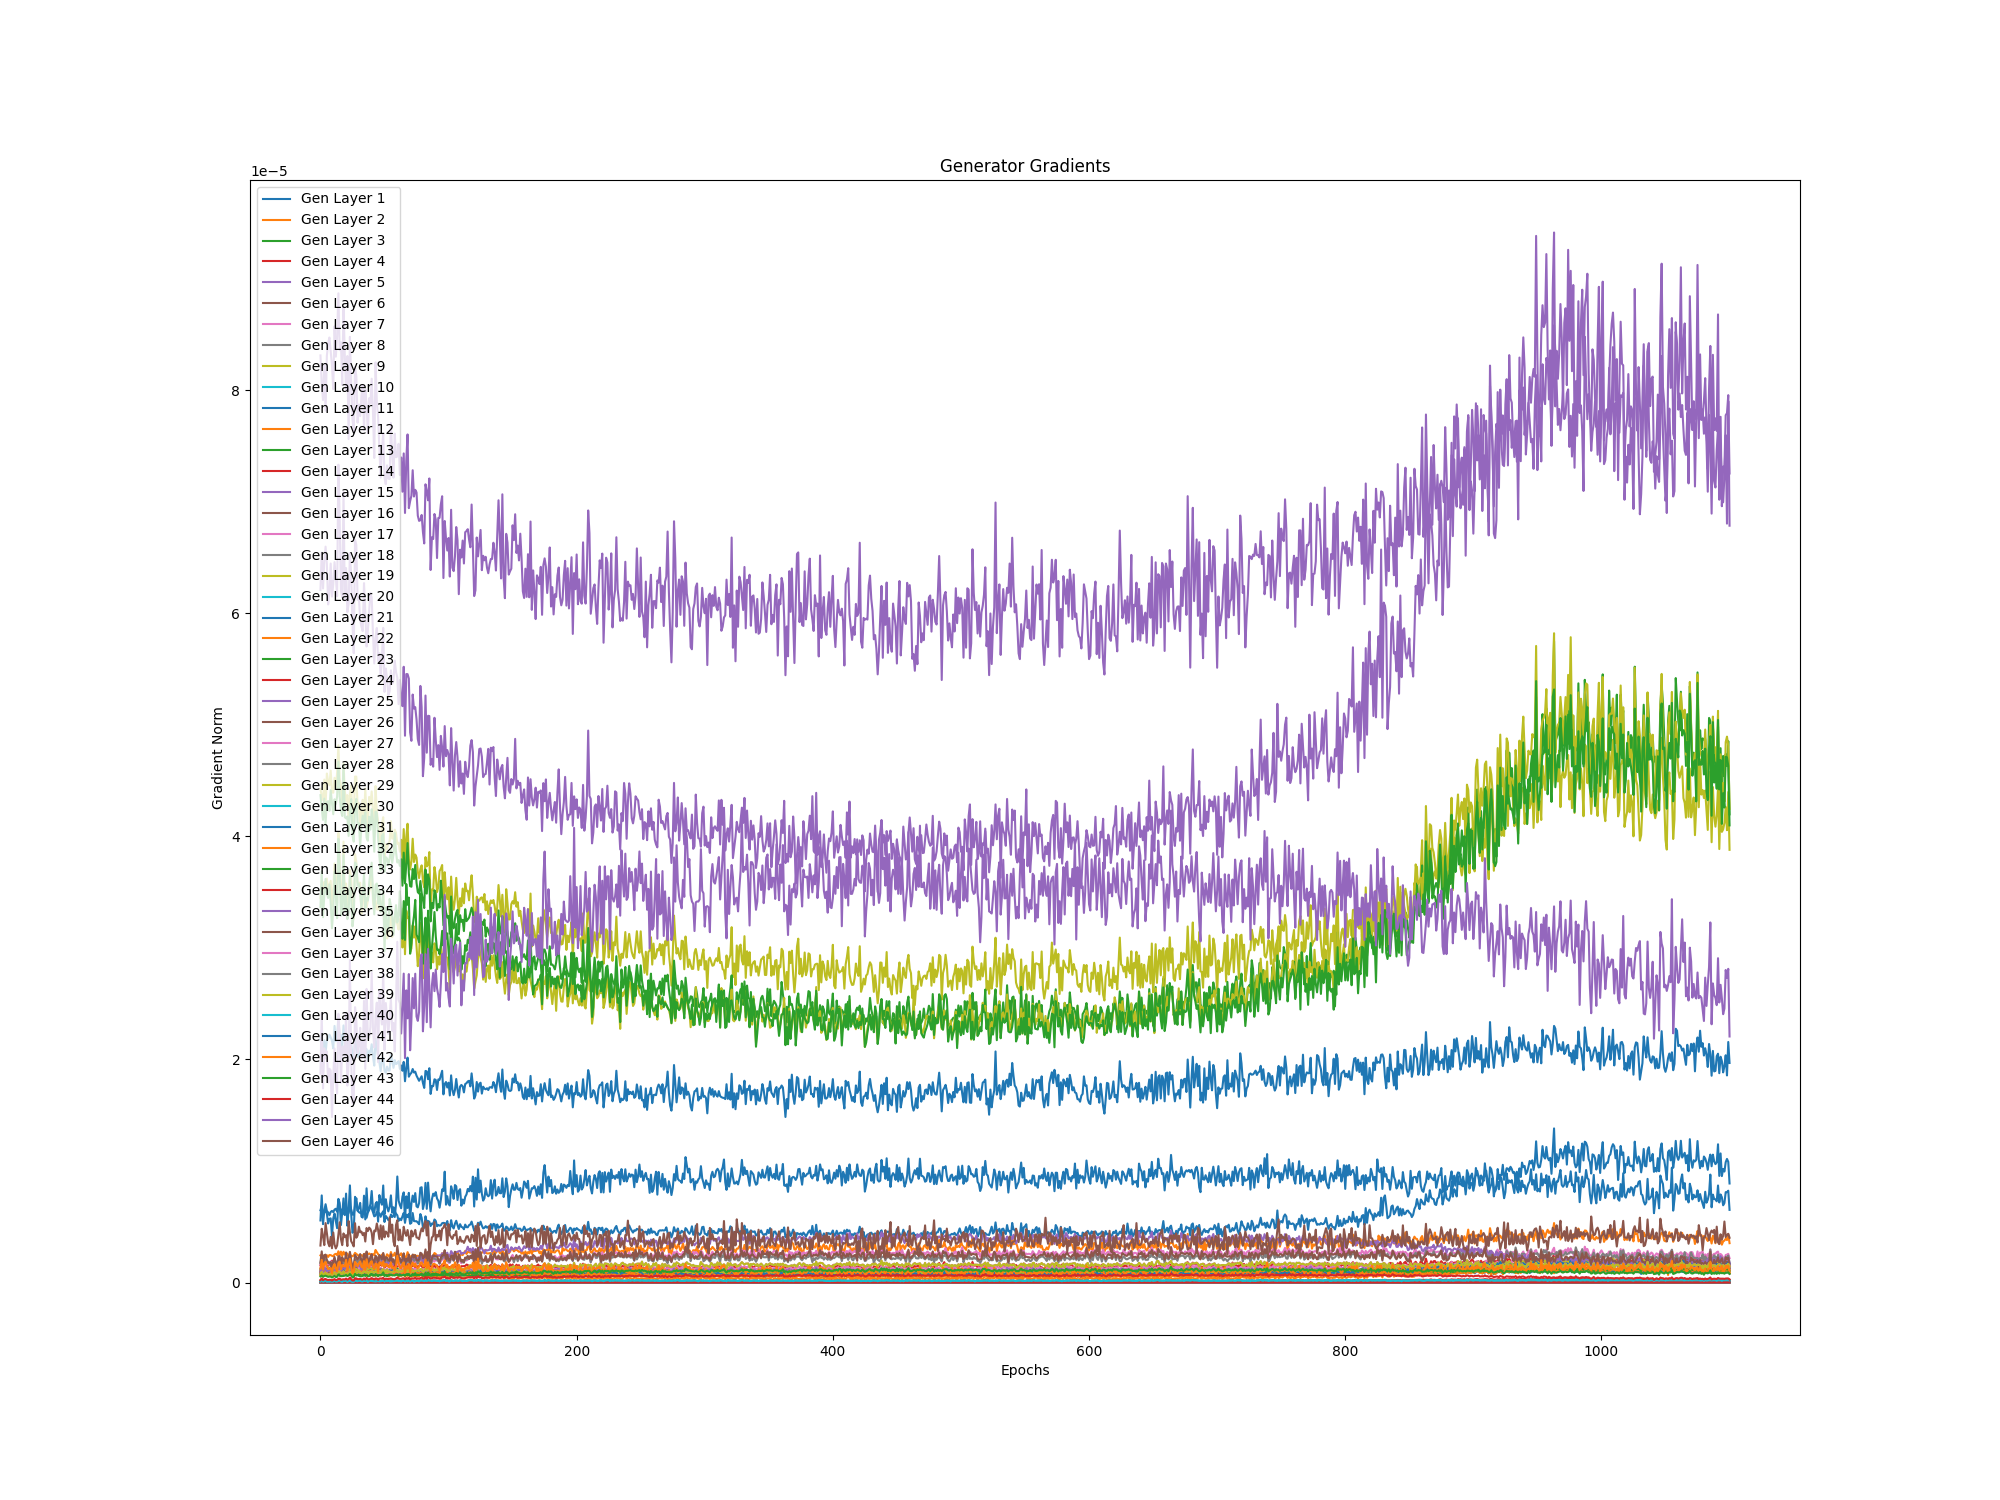 Generator Gradients
1e−5
Gen Layer 1
Gen Layer 2
Gen Layer 3
Gen Layer 4
Gen Layer 5
Gen Layer 6
Gen Layer 7
Gen Layer 8
Gen Layer 9
Gen Layer 10
Gen Layer 11
Gen Layer 12
Gen Layer 13
Gen Layer 14
Gen Layer 15
Gen Layer 16
Gen Layer 17
Gen Layer 18
Gen Layer 19
Gen Layer 20
Gen Layer 21
Gen Layer 22
Gen Layer 23
Gen Layer 24
Gen Layer 25
Gen Layer 26
Gen Layer 27
Gen Layer 28
Gen Layer 29
Gen Layer 30
Gen Layer 31
Gen Layer 32
Gen Layer 33
Gen Layer 34
Gen Layer 35
Gen Layer 36
Gen Layer 37
Gen Layer 38
Gen Layer 39
Gen Layer 40
Gen Layer 41
Gen Layer 42
Gen Layer 43
Gen Layer 44
Gen Layer 45
Gen Layer 46
8
6
4
2
0
Gradient Norm
0 200 400 600 800 1000
Epochs